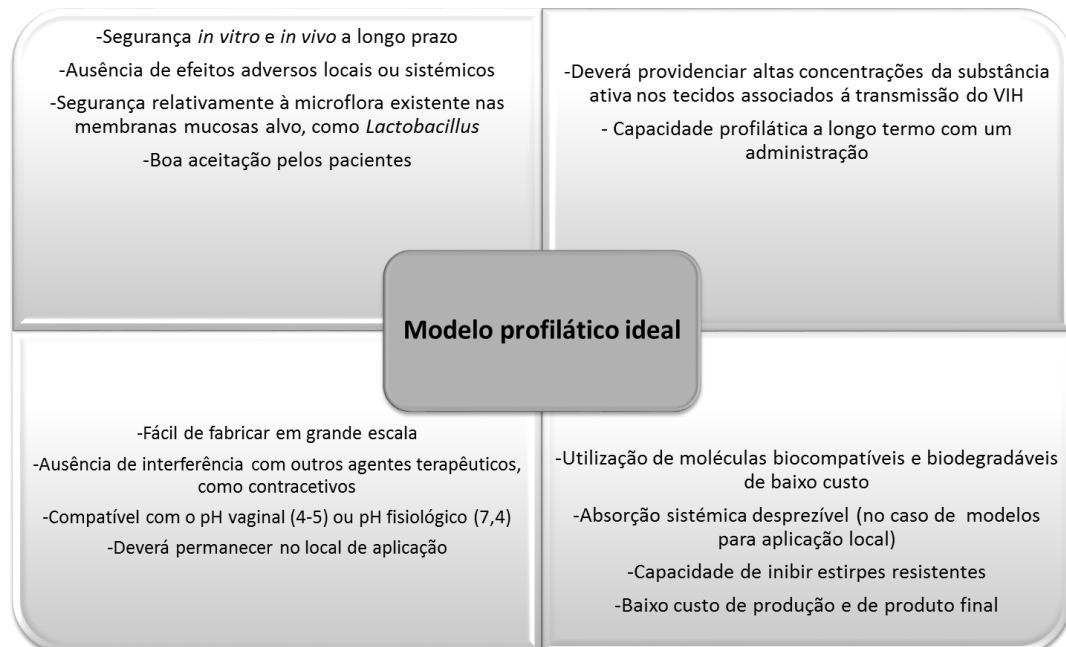 -Segurança in vitro e in vivo a longo prazo
-Ausência de efeitos adversos locais ou sistémicos
-Segurança relativamente à microflora existente nas
membranas mucosas alvo, como Lactobacillus
-Boa aceitação pelos pacientes
-Deverá providenciar altas concentrações da substância
ativa nos tecidos associados á transmissão do VIH
- Capacidade profilática a longo termo com um
administração
Modelo profilático ideal
-Fácil de fabricar em grande escala
-Ausência de interferência com outros agentes terapêuticos,
como contracetivos
-Compatível com o pH vaginal (4-5) ou pH fisiológico (7,4)
-Deverá permanecer no local de aplicação
-Utilização de moléculas biocompatíveis e biodegradáveis
de baixo custo
-Absorção sistémica desprezível (no caso de modelos
para aplicação local)
-Capacidade de inibir estirpes resistentes
-Baixo custo de produção e de produto final